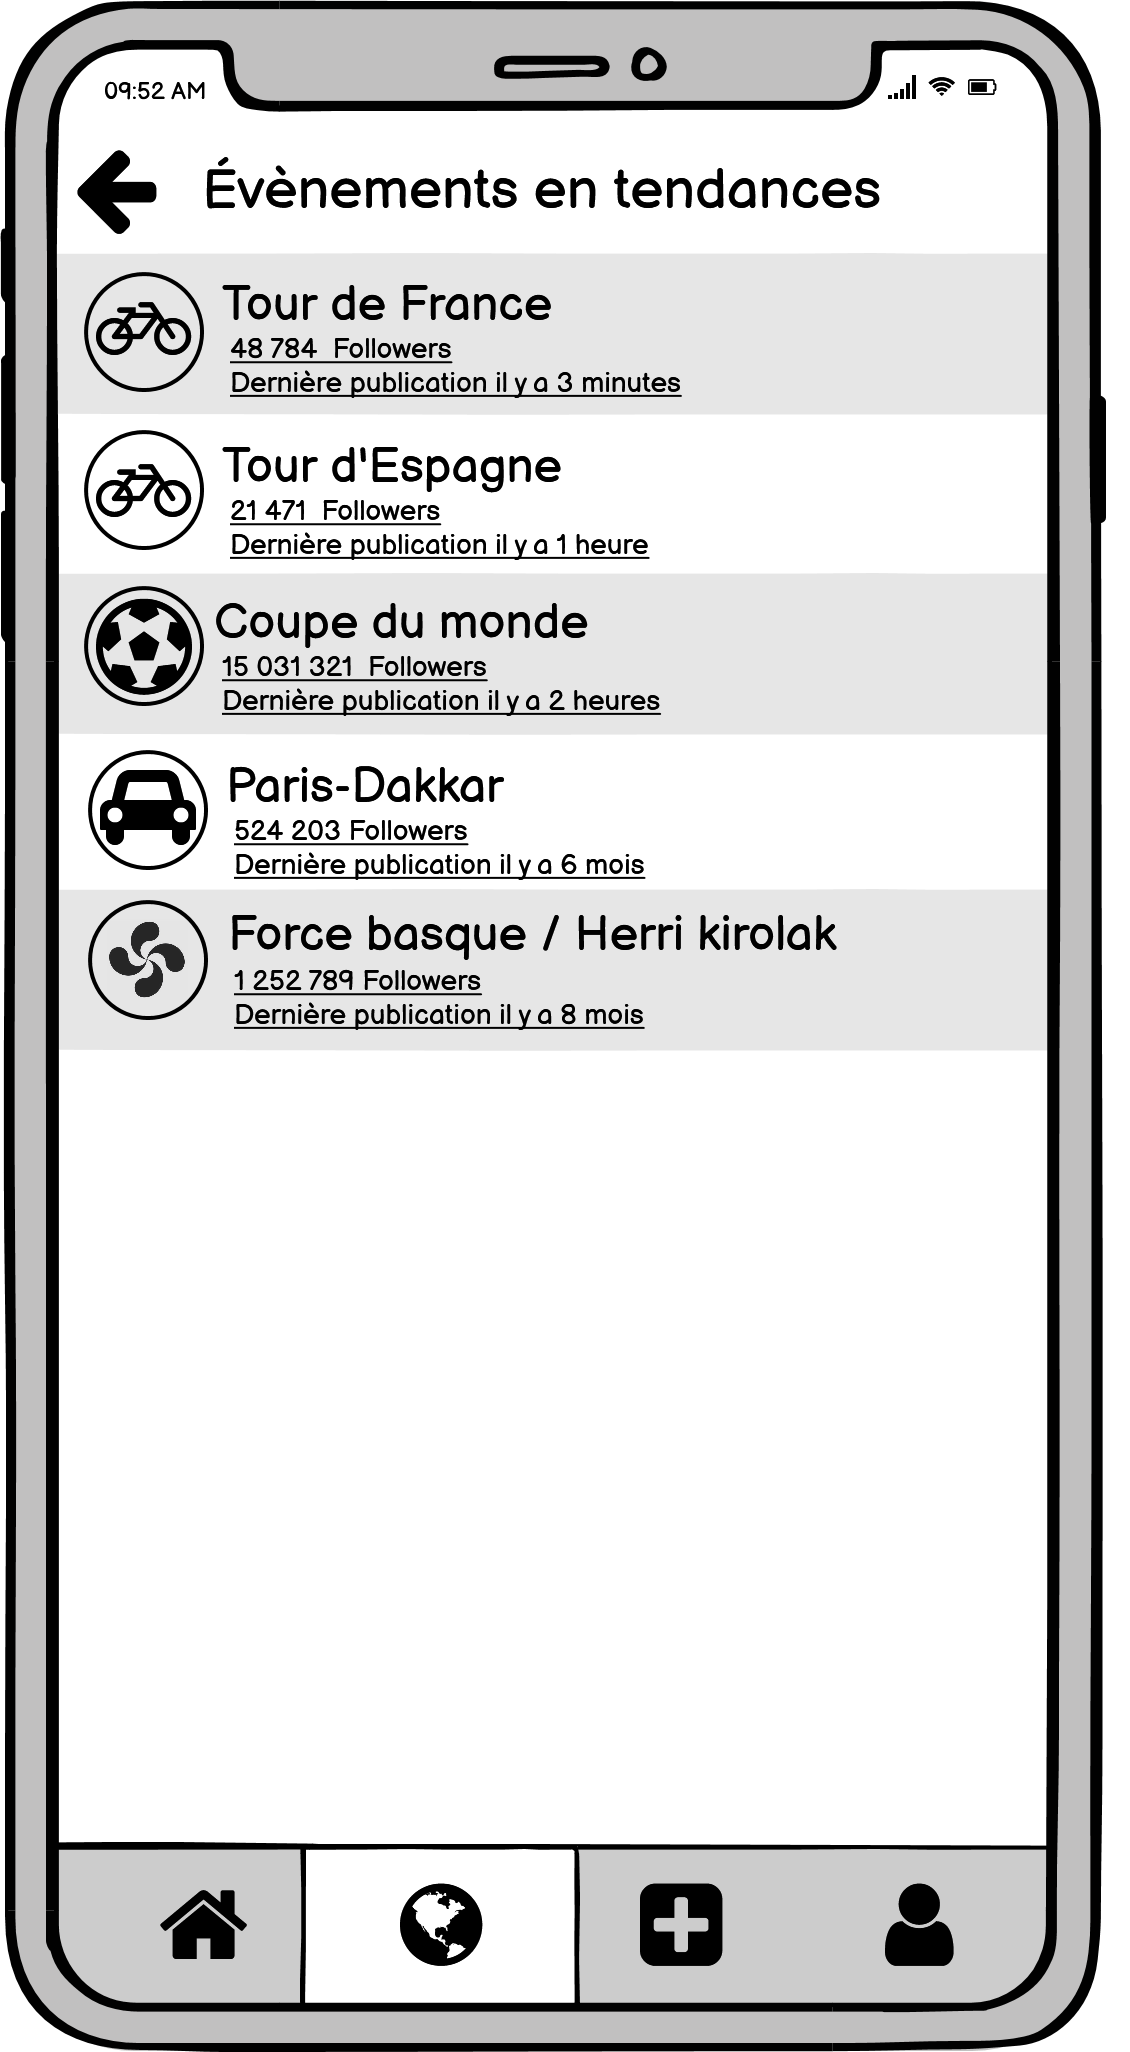 09:52 AM
Évènements en tendances
Tour de France
48 784 Followers
Dernière publication il y a 3 minutes
Tour d'Espagne
21 471 Followers
Dernière publication il y a 1 heure
Coupe du monde
15 031 321 Followers
Dernière publication il y a 2 heures
Paris-Dakkar
524 203 Followers
Dernière publication il y a 6 mois
Force basque / Herri kirolak
1 252 789 Followers
Dernière publication il y a 8 mois